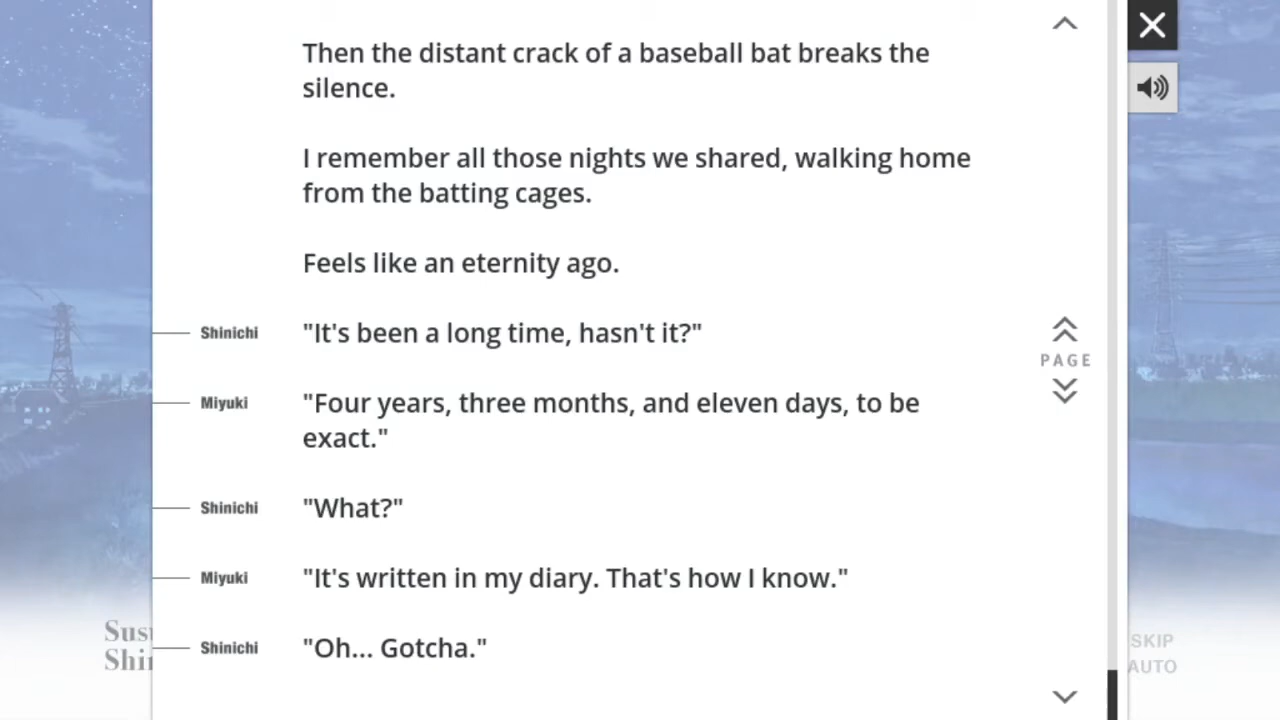 Then the distant crack of a baseball bat breaks the
silence.
I remember all those nights we shared, walking home
from the batting cages.
Feels like an eternity ago.
Shinichi "It's been a long time, hasn't it?"
Miyuki "Four years, three months, and eleven days, to be
exact."
PAGE
Shinichi "What?"
Miyuki "It's written in my diary. That's how I know."
Shinichi "Oh... Gotcha."
SKIP
AUTO